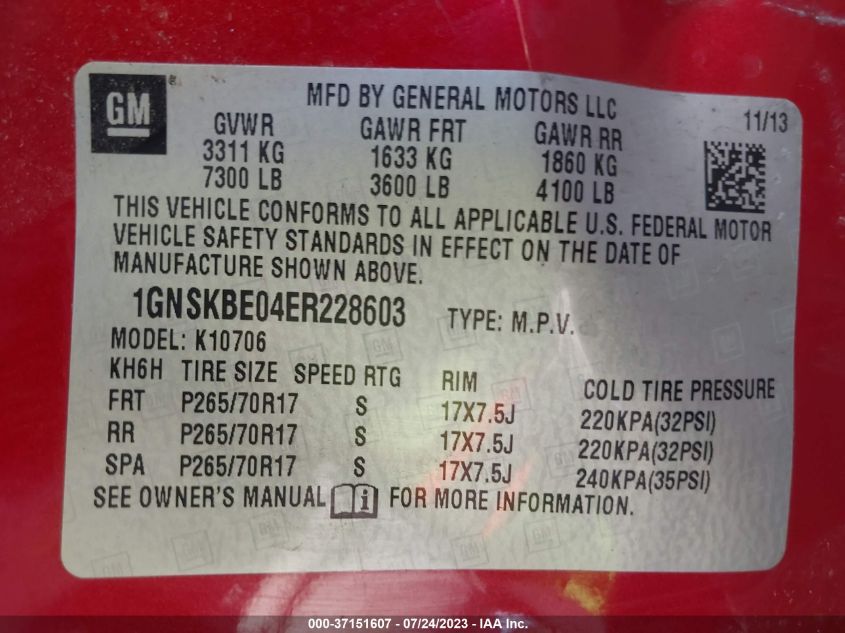 GM
MFD BY GENERAL MOTORS LLC
11/13
GVWR GAWR FRT GAWR RR
3311 KG 1633 KG 1860 KG
7300 LB 3600 LB 4100 LB
THIS VEHICLE CONFORMS TO ALL APPLICABLE U.S. FEDERAL MOTOR
VEHICLE SAFETY STANDARDS IN EFFECT ON THE DATE OF
MANUFACTURE SHOWN ABOVE.
1GNSKBE04ER228603 TYPE: M.P.V.
MODEL: K10706
KH6H TIRE SIZE SPEED RTG RIM COLD TIRE PRESSURE
FRT P265/70R17 S 17X7.5J 220KPA(32PSI)
RR P265/70R17 S 17X7.5J 220KPA(32PSI)
SPA P265/70R17 S 17X7.5J 240KPA(35PSI)
SEE OWNER'S MANUAL i FOR MORE INFORMATION.
000-37151607 / 07/24/2023 - IAA Inc.